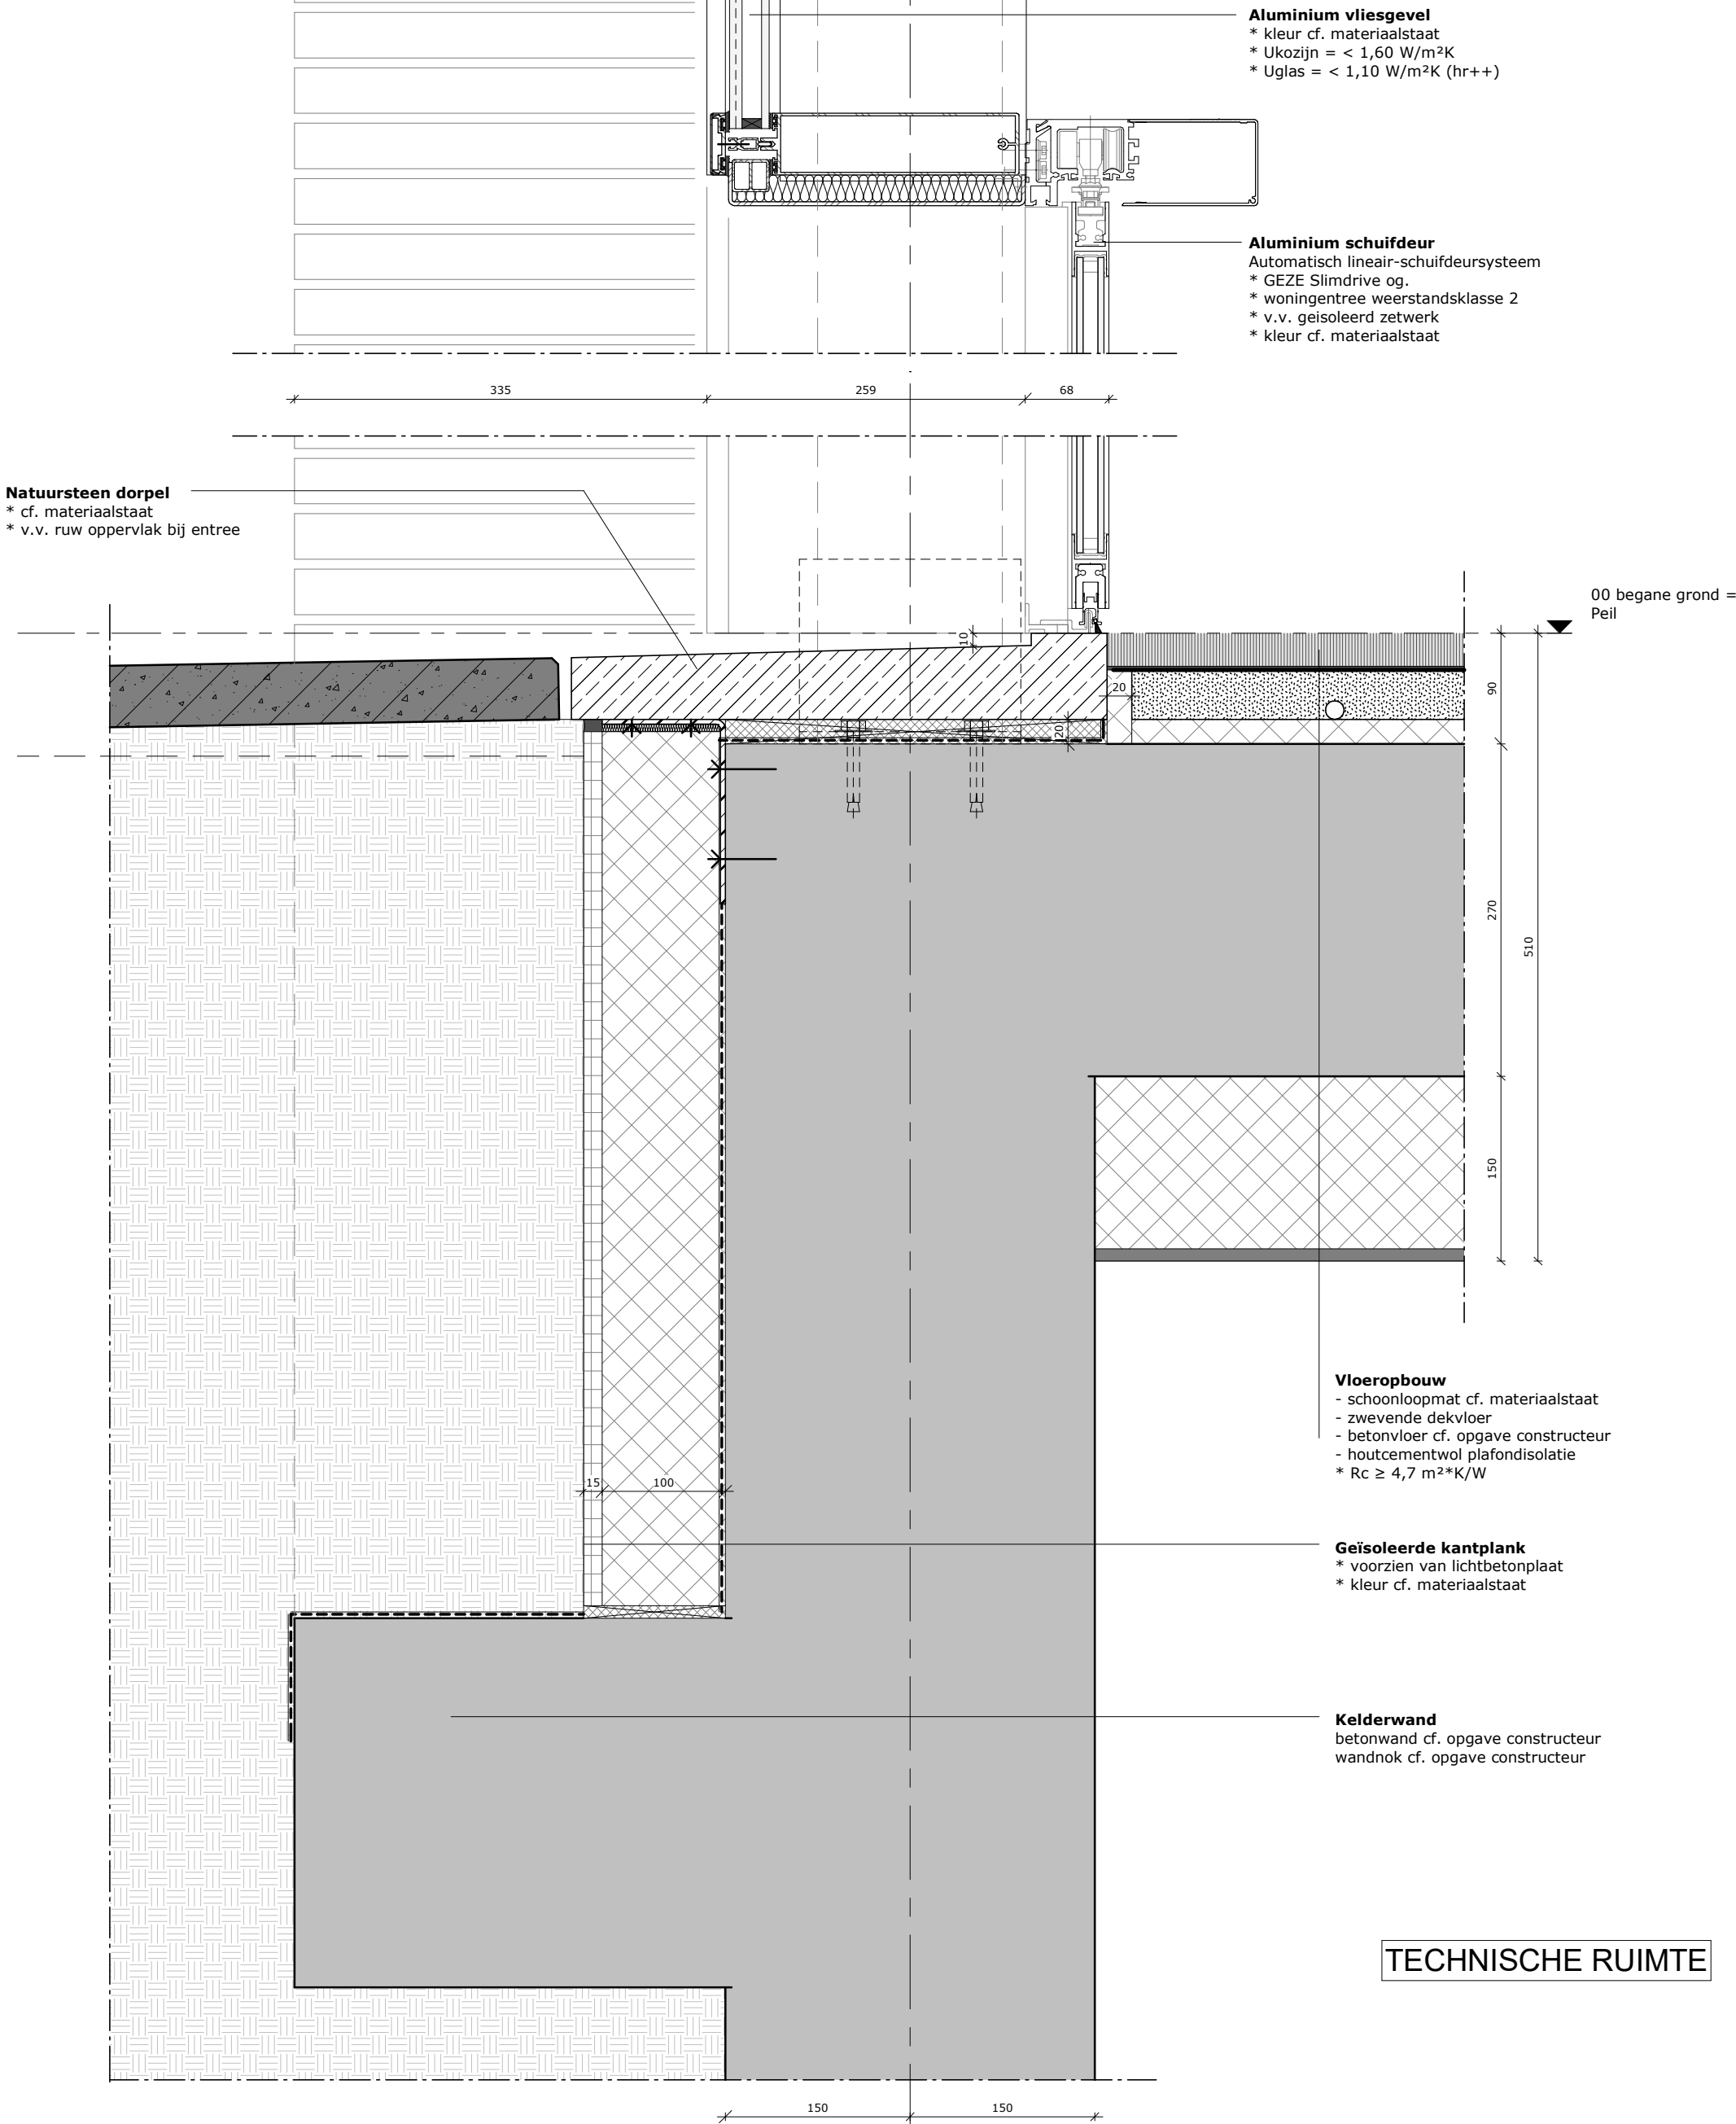 Aluminium vliesgevel
* kleur cf. materiaalstaat
* Ukozijn = < 1,60 W/m²K
* Uglas = < 1,10 W/m²K (hr++)
Aluminium schuifdeur
Automatisch lineair-schuifdeursysteem
* GEZE Slimdrive og.
* woningentree weerstandsklasse 2
* v.v. geisoleerd zetwerk
* kleur cf. materiaalstaat
335
259
68
Natuursteen dorpel
* cf. materiaalstaat
* v.v. ruw oppervlak bij entree
00 begane grond =
Peil
10
20
90
20
270
510
150
Vloeropbouw
- schoonloopmat cf. materiaalstaat
- zwevende dekvloer
- betonvloer cf. opgave constructeur
- houtcementwol plafondisolatie
* Rc ≥ 4,7 m²*K/W
15
100
Geïsoleerde kantplank
* voorzien van lichtbetonplaat
* kleur cf. materiaalstaat
Kelderwand
betonwand cf. opgave constructeur
wandnok cf. opgave constructeur
TECHNISCHE RUIMTE
150
150